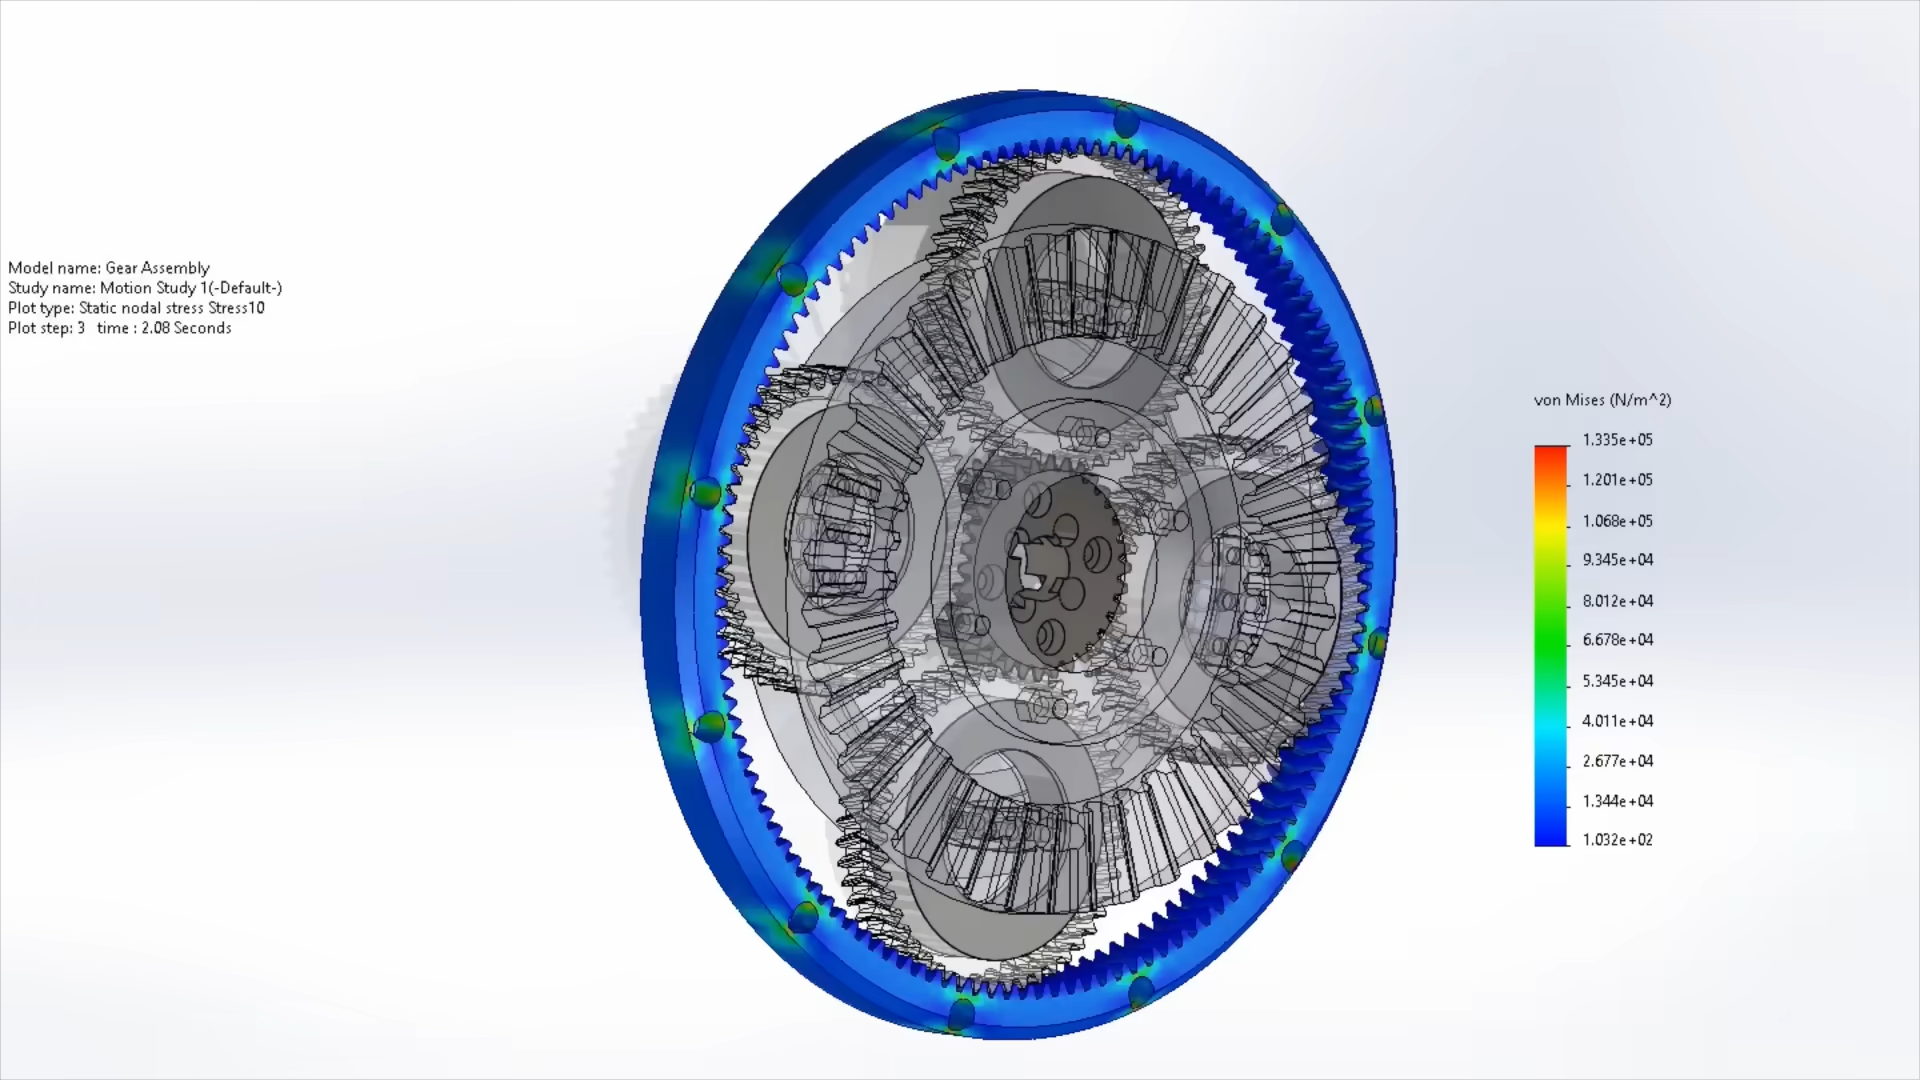 Model name: Gear Assembly
Study name: Motion Study 1(-Default-)
Plot type: Static nodal stress Stress10
Plot step: 3 time : 2.08 Seconds
von Mises (N/m^2)
1.335e+05
1.201e+05
1.068e+05
9.345e+04
8.012e+04
6.678e+04
5.345e+04
4.011e+04
2.677e+04
1.344e+04
1.032e+02